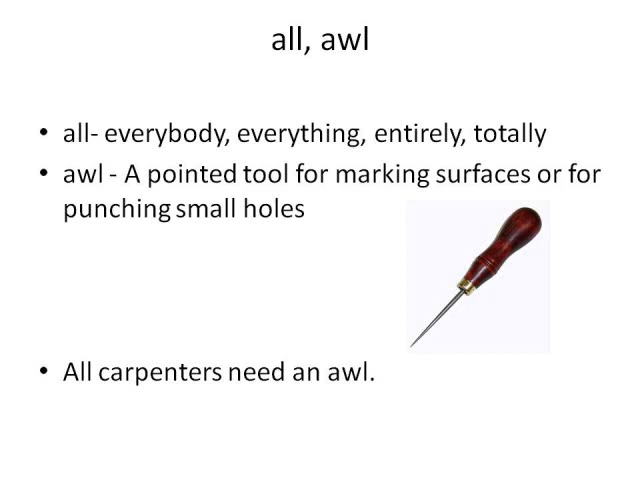 all, awl
• all- everybody, everything, entirely, totally
• awl - A pointed tool for marking surfaces or for
punching small holes
• All carpenters need an awl.